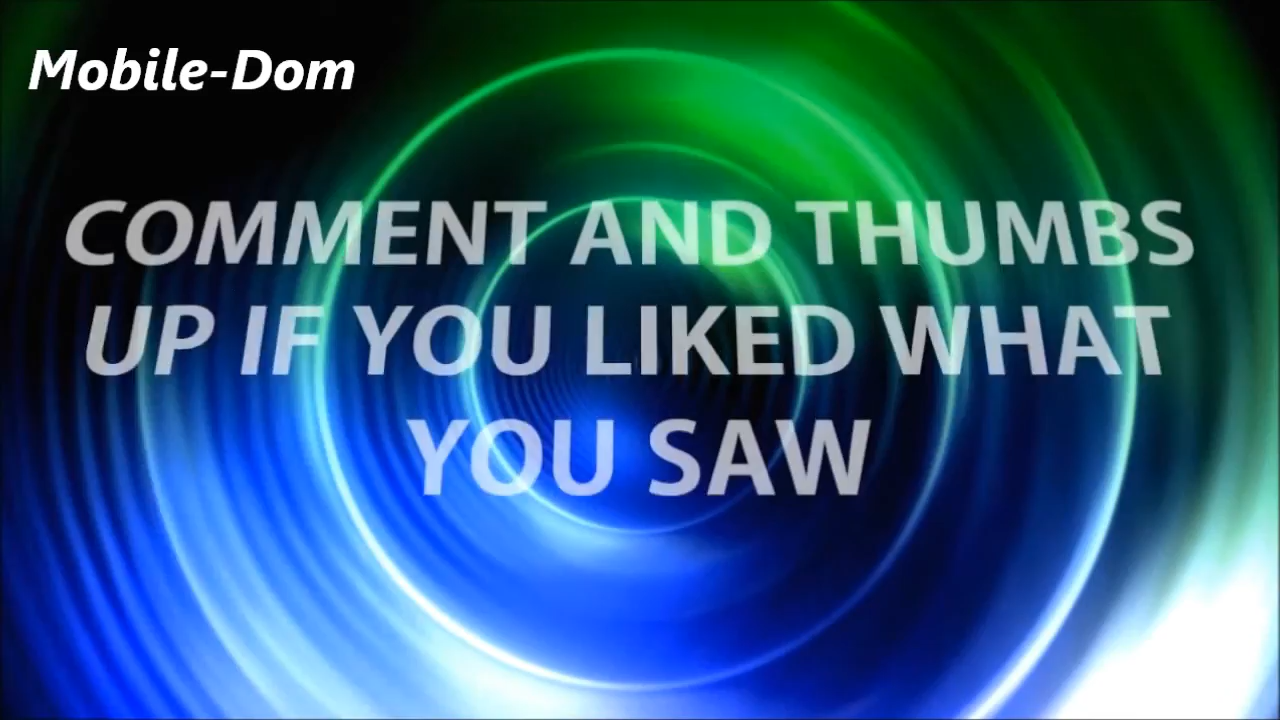 Mobile-Dom
COMMENT AND THUMBS
UP IF YOU LIKED WHAT
YOU SAW